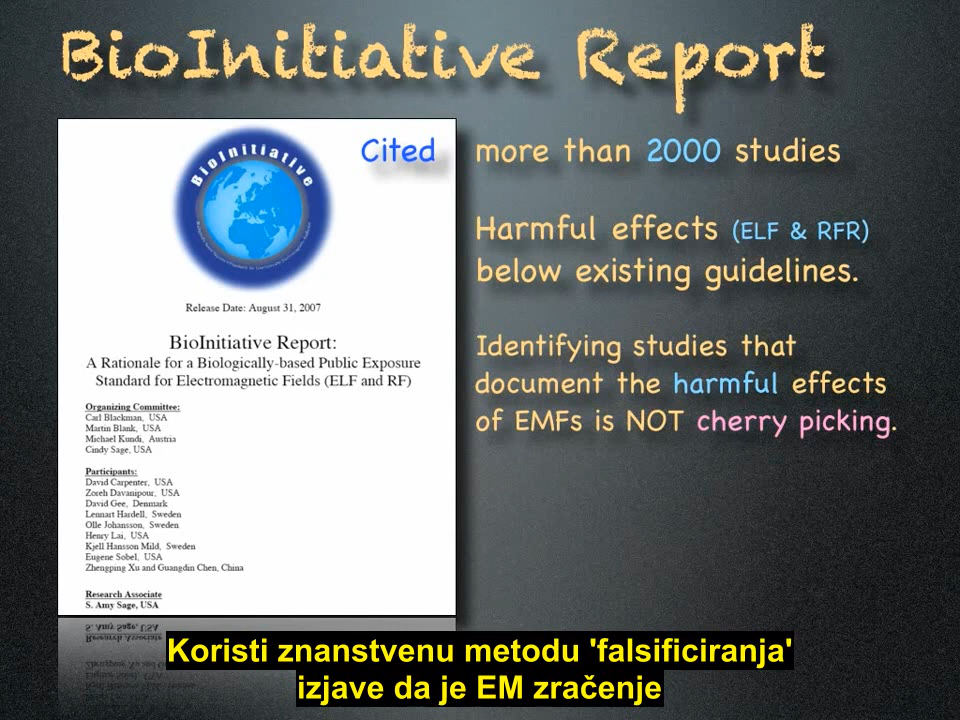 BioInitiative Report
BioInitiative
Cited more than 2000 studies
Harmful effects (ELF & RFR)
below existing guidelines.
Identifying studies that
document the harmful effects
of EMFs is NOT cherry picking.
Release Date: August 31, 2007
BioInitiative Report:
A Rationale for a Biologically-based Public Exposure
Standard for Electromagnetic Fields (ELF and RF)
Organizing Committee:
Carl Blackman, USA
Martin Blank, USA
Michael Kundi, Austria
Cindy Sage, USA
Participants:
David Carpenter, USA
Zoreh Davanipour, USA
David Gee, Denmark
Lennart Hardell, Sweden
Olle Johansson, Sweden
Henry Lai, USA
Kjell Hansson Mild, Sweden
Eugene Sobel, USA
Zhengping Xu and Guangdin Chen, China
Research Associate
S. Amy Sage, USA
Koristi znanstvenu metodu 'falsificiranja'
izjave da je EM zračenje